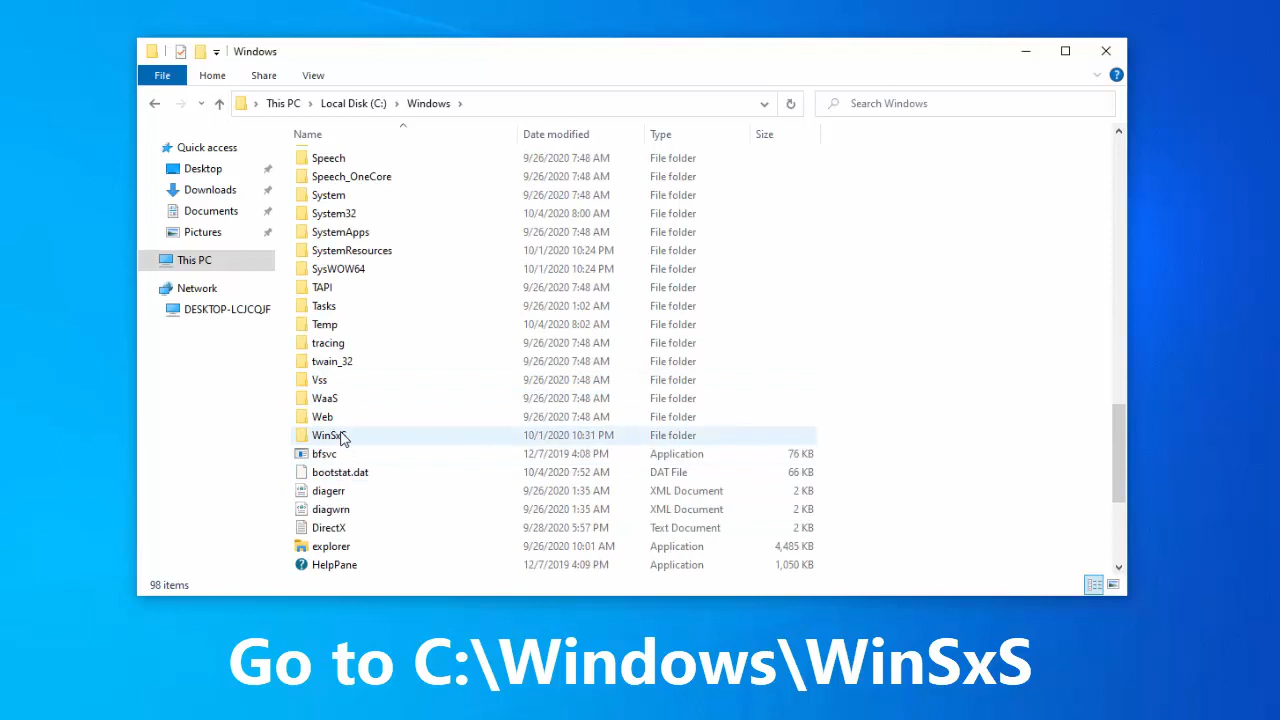 Windows
File Home Share View
This PC Local Disk (C:) Windows Search Windows
Name Date modified Type Size
Quick access
Desktop
Downloads
Documents
Pictures
This PC
Network
DESKTOP-LCJCQJF
Speech 9/26/2020 7:48 AM File folder
Speech_OneCore 9/26/2020 7:48 AM File folder
System 9/26/2020 7:48 AM File folder
System32 10/4/2020 8:00 AM File folder
SystemApps 9/26/2020 7:48 AM File folder
SystemResources 10/1/2020 10:24 PM File folder
SysWOW64 10/1/2020 10:24 PM File folder
TAPI 9/26/2020 7:48 AM File folder
Tasks 9/26/2020 1:02 AM File folder
Temp 10/4/2020 8:02 AM File folder
tracing 9/26/2020 7:48 AM File folder
twain_32 9/26/2020 7:48 AM File folder
Vss 9/26/2020 7:48 AM File folder
WaaS 9/26/2020 7:48 AM File folder
Web 9/26/2020 7:48 AM File folder
WinSxS 10/1/2020 10:31 PM File folder
bfsvc 12/7/2019 4:08 PM Application 76 KB
bootstat.dat 10/4/2020 7:52 AM DAT File 66 KB
diagerr 9/26/2020 1:35 AM XML Document 2 KB
diagwrn 9/26/2020 1:35 AM XML Document 2 KB
DirectX 9/28/2020 5:57 PM Text Document 2 KB
explorer 9/26/2020 10:01 AM Application 4,485 KB
HelpPane 12/7/2019 4:09 PM Application 1,050 KB
98 items
Go to C:\Windows\WinSxS